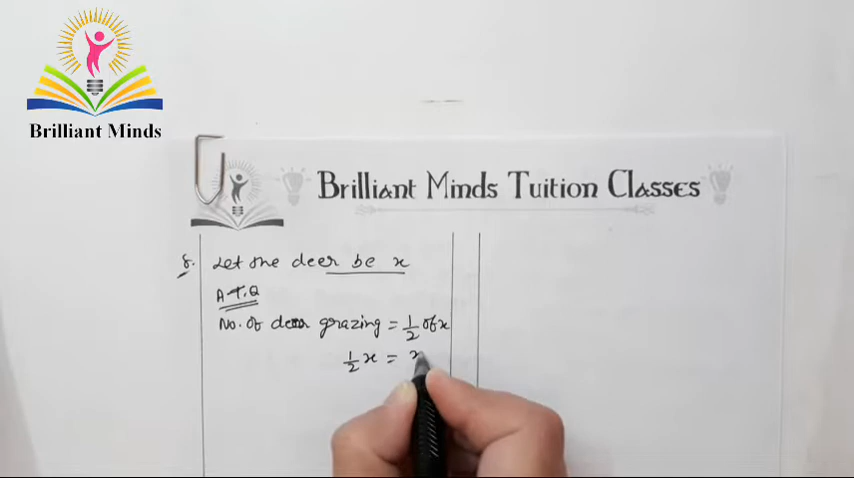 Brilliant Minds
Brilliant Minds Tuition Classes
8. Let the deer be x
A.T.Q
No. of deer grazing = 1/2 of x
1/2 x = x